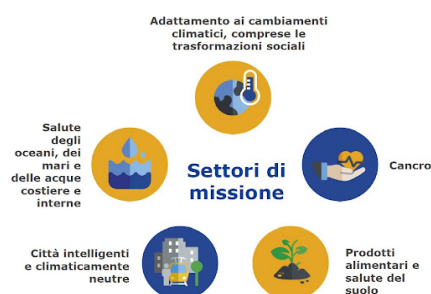 Adattamento ai cambiamenti
climatici, comprese le
trasformazioni sociali
Salute
degli
oceani, dei
mari e
delle acque
costiere e
interne
Settori di
missione
Cancro
Città intelligenti
e climaticamente
neutre
Prodotti
alimentari e
salute del
suolo